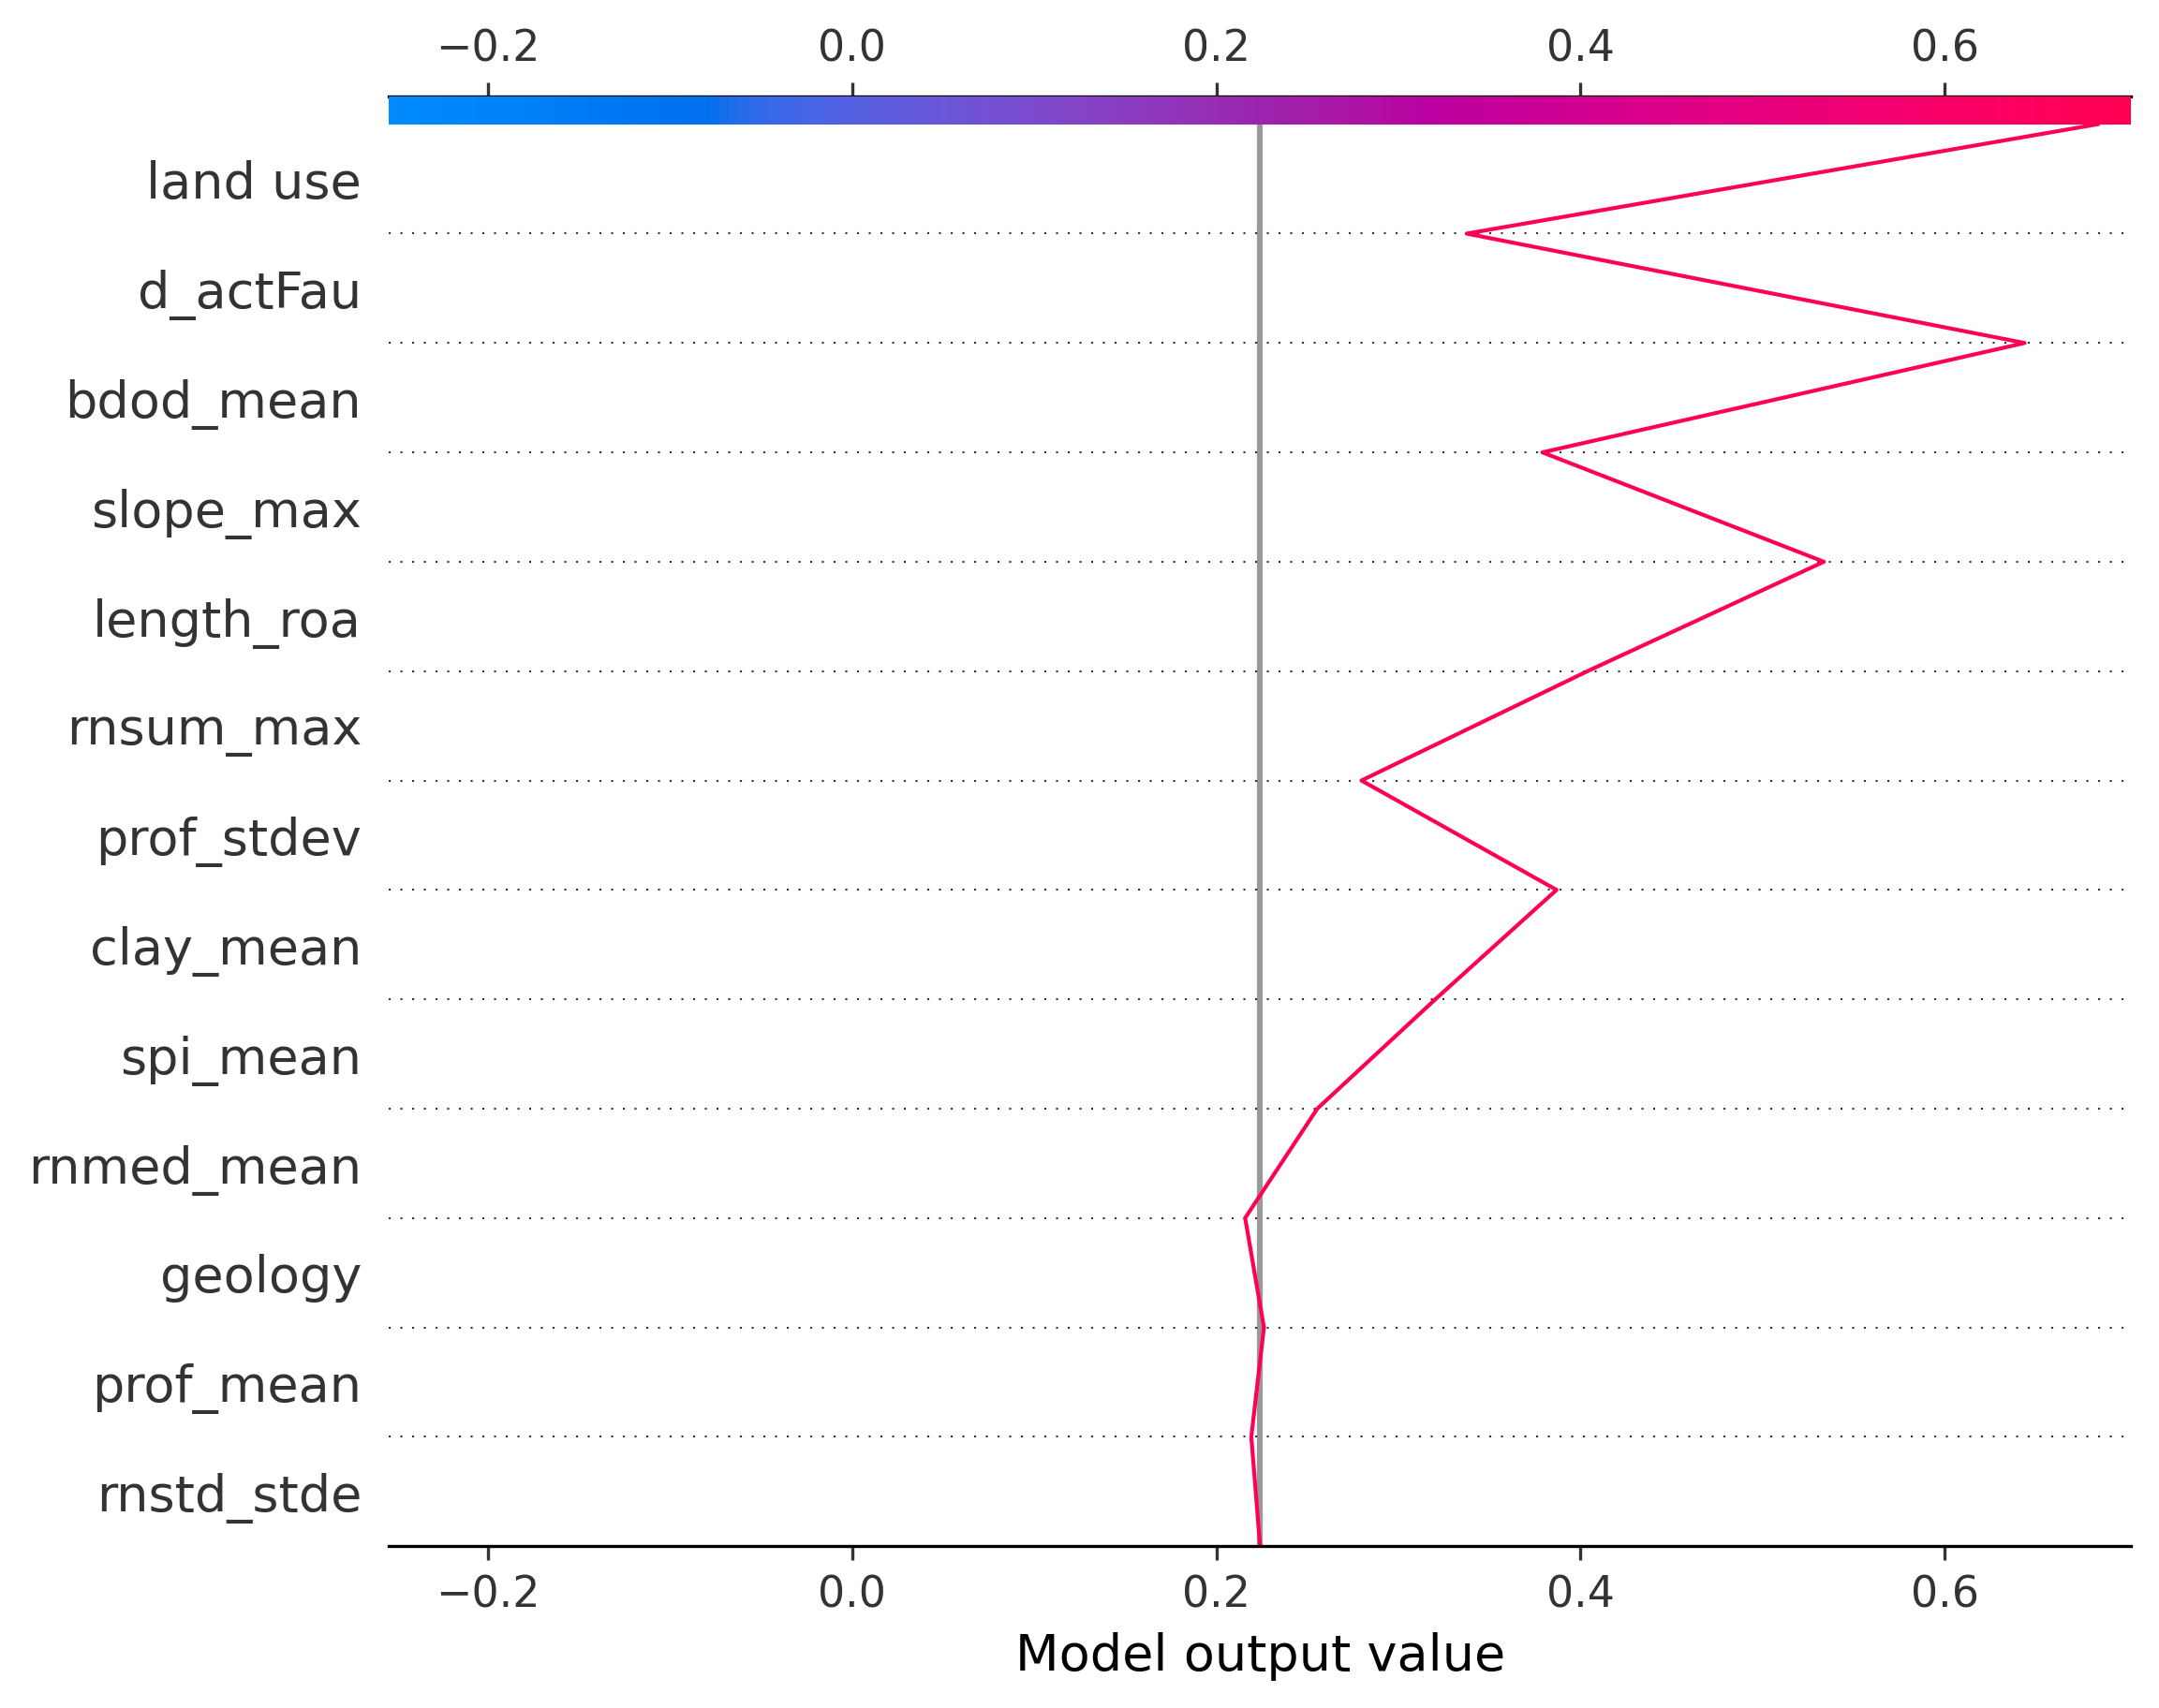 −0.2 0.0 0.2 0.4 0.6
land use
d_actFau
bdod_mean
slope_max
length_roa
rnsum_max
prof_stdev
clay_mean
spi_mean
rnmed_mean
geology
prof_mean
rnstd_stde
−0.2 0.0 0.2 0.4 0.6
Model output value